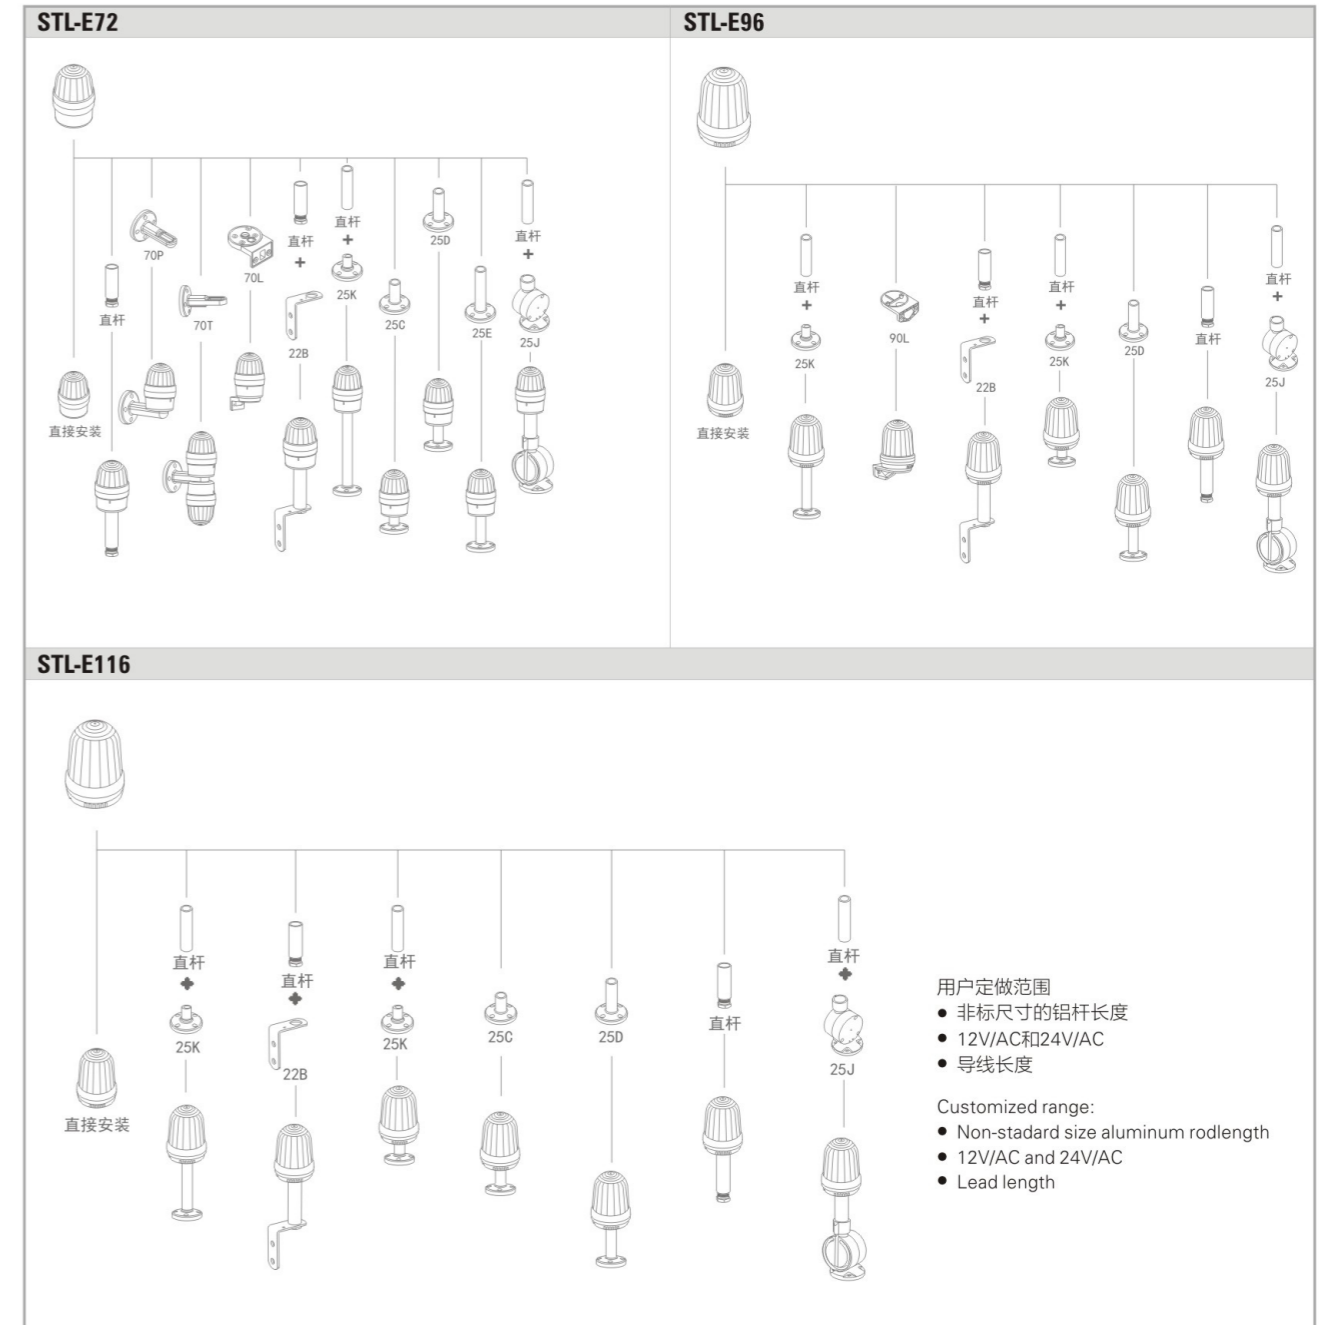 STL-E72
STL-E96
70P
直杆
70T
70L
直杆
+
22B
直杆
+
25K
25C
25D
25E
直杆
+
25J
直接安装
直杆
+
25K
90L
直杆
+
22B
直杆
+
25K
25D
直杆
直杆
+
25J
直接安装
STL-E116
直杆
+
25K
直杆
+
22B
直杆
+
25K
25C
25D
直杆
直杆
+
25J
直接安装
用户定做范围
● 非标尺寸的铝杆长度
● 12V/AC和24V/AC
● 导线长度
Customized range:
● Non-stadard size aluminum rodlength
● 12V/AC and 24V/AC
● Lead length